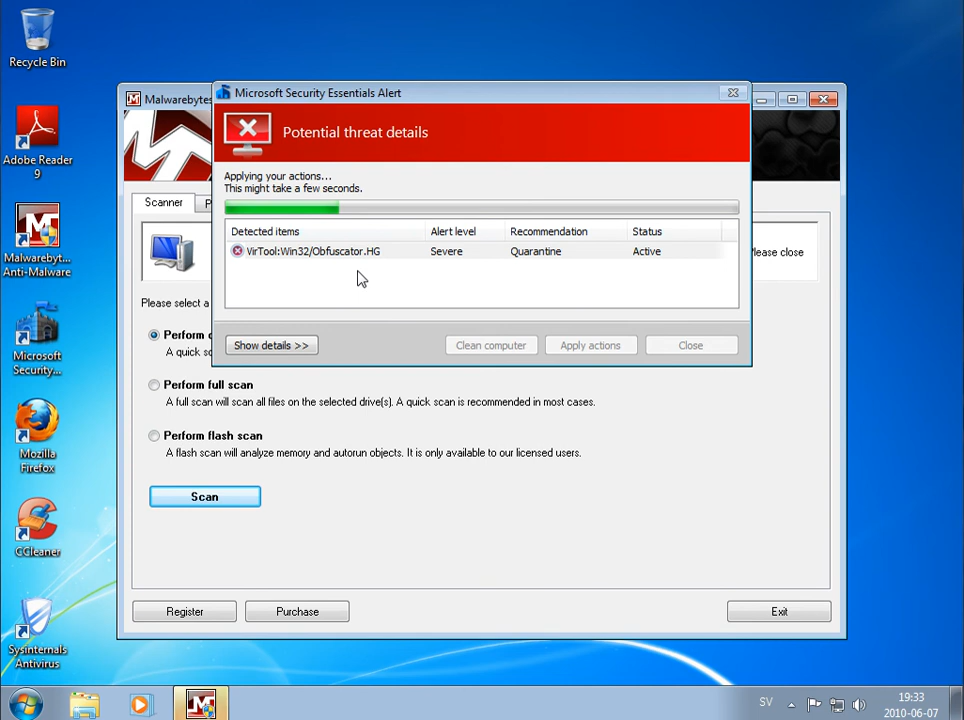 Recycle Bin
Adobe Reader
9
Malwareby...
Anti-Malware
Microsoft
Security...
Mozilla
Firefox
CCleaner
Sysinternals
Antivirus
Malwarebytes
Microsoft Security Essentials Alert
Potential threat details
Applying your actions...
This might take a few seconds.
Detected items Alert level Recommendation Status
VirTool:Win32/Obfuscator.HG Severe Quarantine Active
Show details >> Clean computer Apply actions Close
Scanner P
Please close
Please select a
Perform
A quick sc
Perform full scan
A full scan will scan all files on the selected drive(s). A quick scan is recommended in most cases.
Perform flash scan
A flash scan will analyze memory and autorun objects. It is only available to our licensed users.
Scan
Register Purchase Exit
SV 19:33
2010-06-07